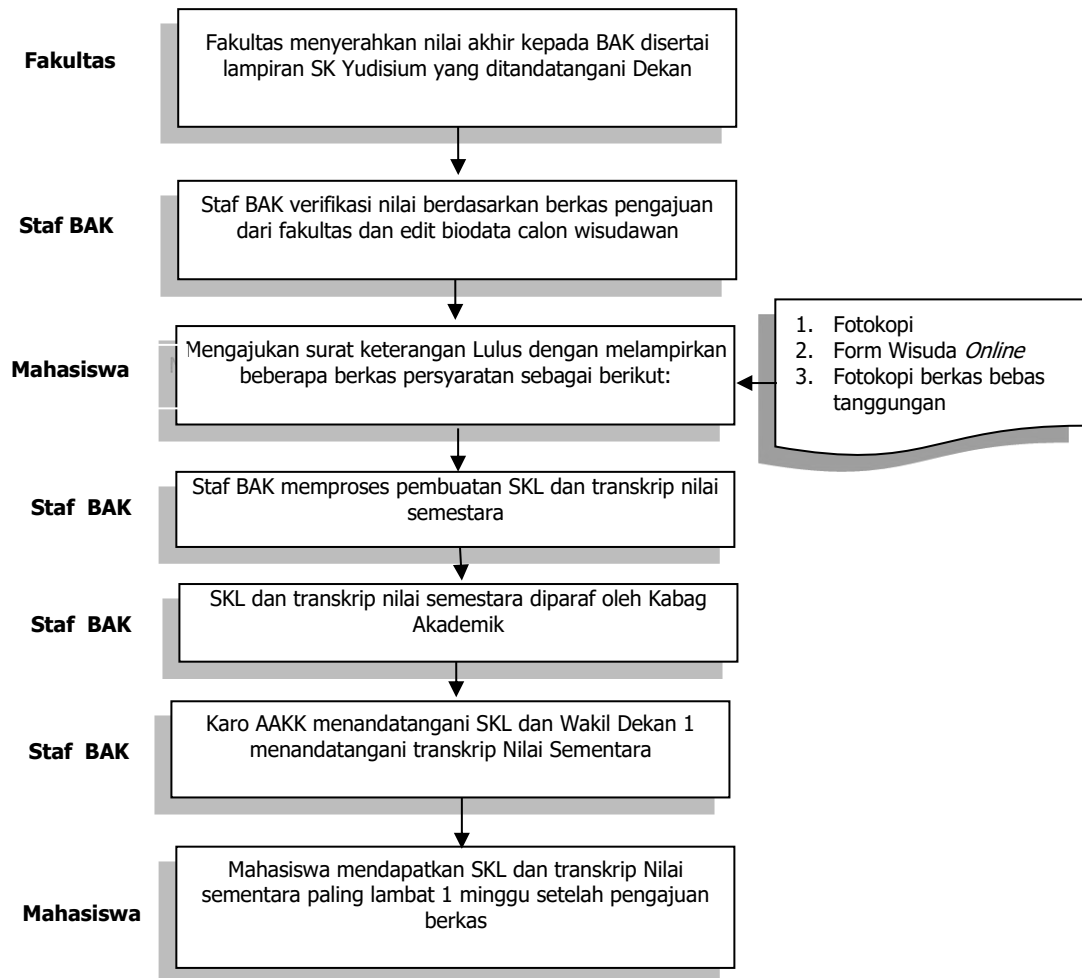 Fakultas
Fakultas menyerahkan nilai akhir kepada BAK disertai
lampiran SK Yudisium yang ditandatangani Dekan
Staf BAK
Staf BAK verifikasi nilai berdasarkan berkas pengajuan
dari fakultas dan edit biodata calon wisudawan
Mahasiswa
Mengajukan surat keterangan Lulus dengan melampirkan
beberapa berkas persyaratan sebagai berikut:
1. Fotokopi
2. Form Wisuda Online
3. Fotokopi berkas bebas
tanggungan
Staf BAK
Staf BAK memproses pembuatan SKL dan transkrip nilai
semestara
Staf BAK
SKL dan transkrip nilai semestara diparaf oleh Kabag
Akademik
Staf BAK
Karo AAKK menandatangani SKL dan Wakil Dekan 1
menandatangani transkrip Nilai Sementara
Mahasiswa
Mahasiswa mendapatkan SKL dan transkrip Nilai
sementara paling lambat 1 minggu setelah pengajuan
berkas